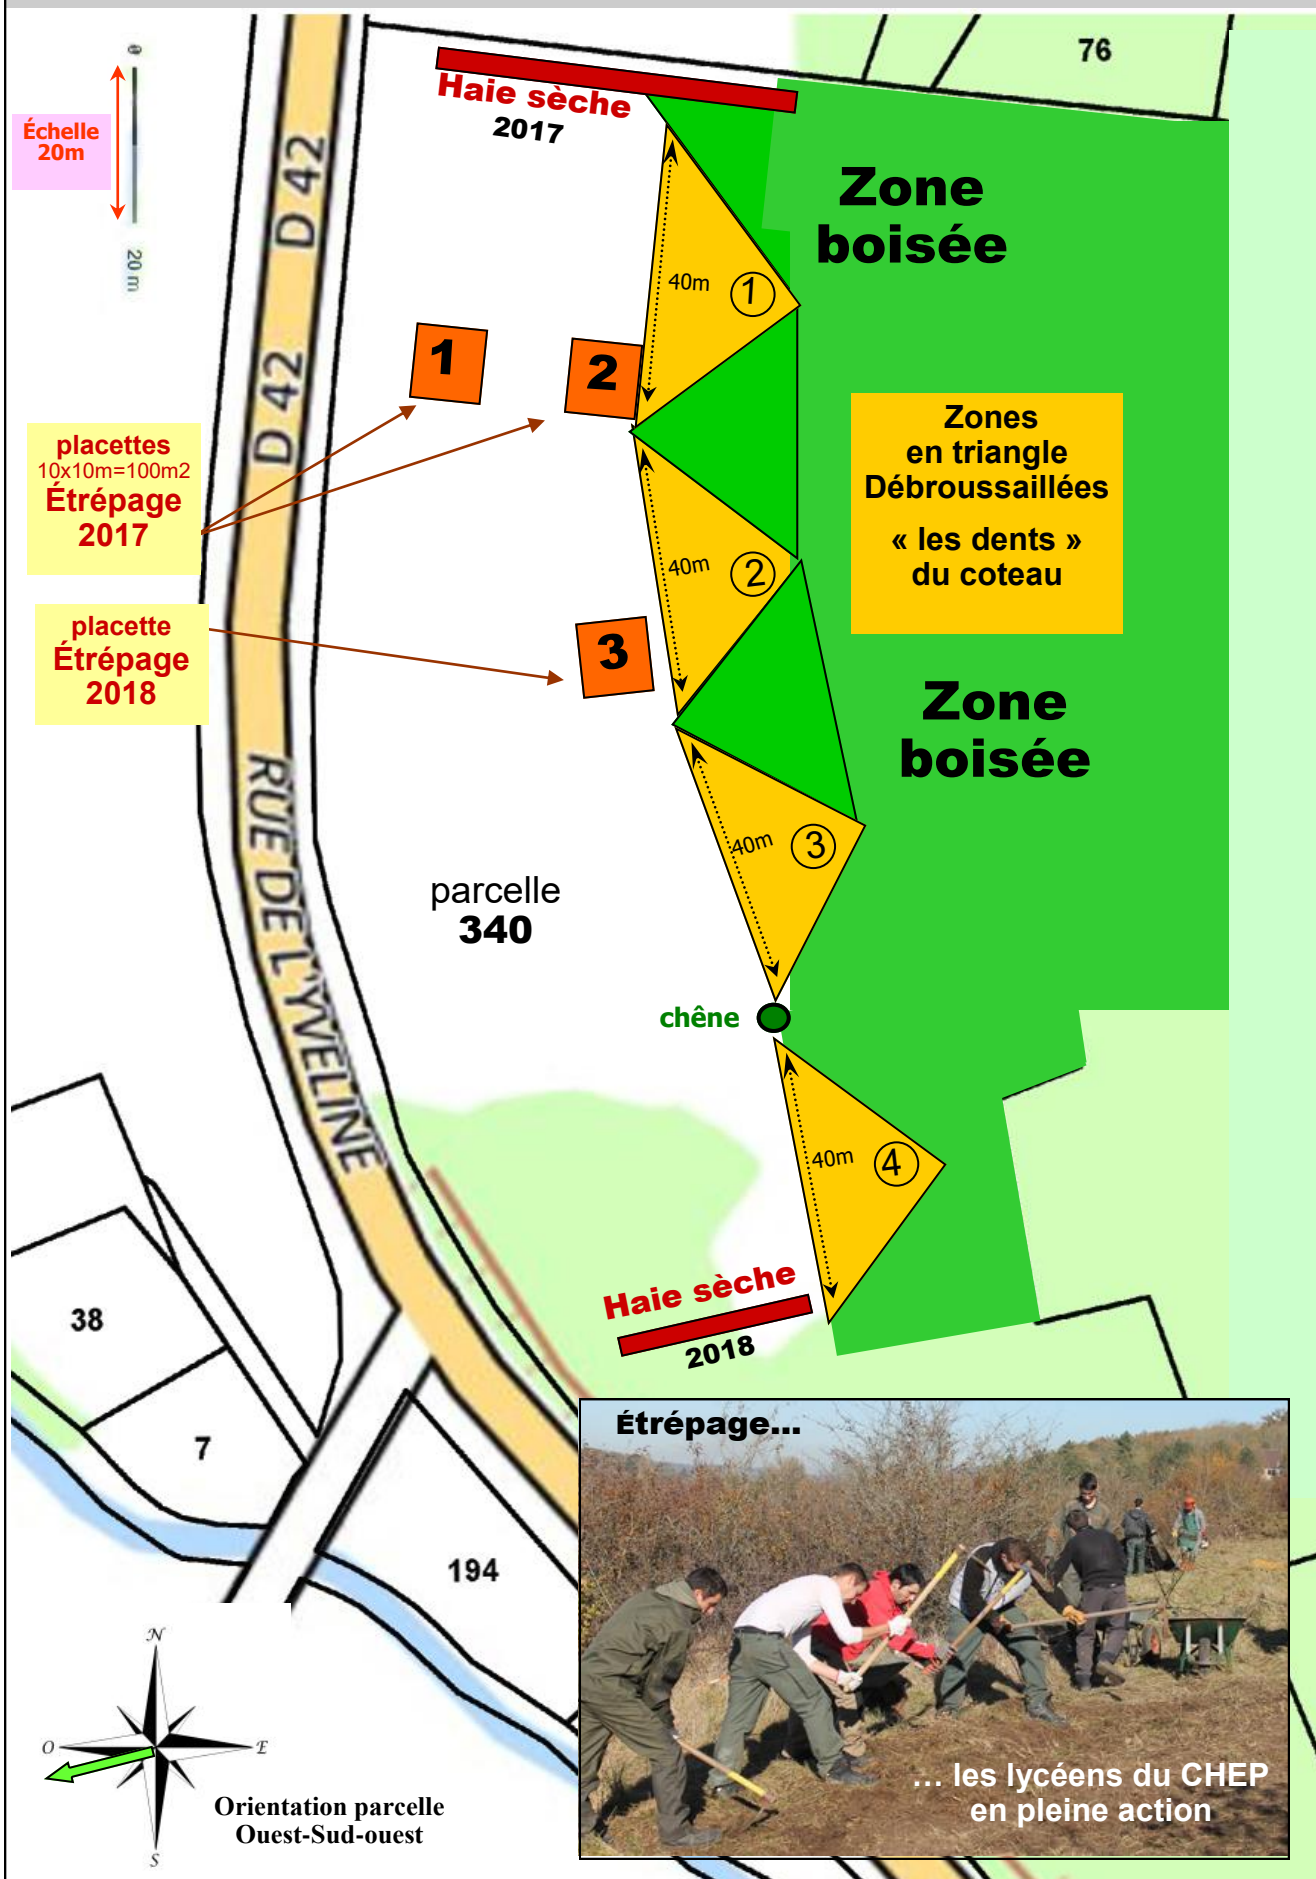 76
0
Échelle
20m
20 m
Haie sèche
2017
D 42
D 42
Zone
boisée
40m
1
1
2
placettes
10x10m=100m2
Étrépage
2017
Zones
en triangle
Débroussaillées
« les dents »
du coteau
40m
2
placette
Étrépage
2018
3
Zone
boisée
RUE DE L'YVELINE
40m
3
parcelle
340
chêne
40m
4
Haie sèche
2018
38
7
194
Étrépage...
... les lycéens du CHEP
en pleine action
N
O
E
S
Orientation parcelle
Ouest-Sud-ouest